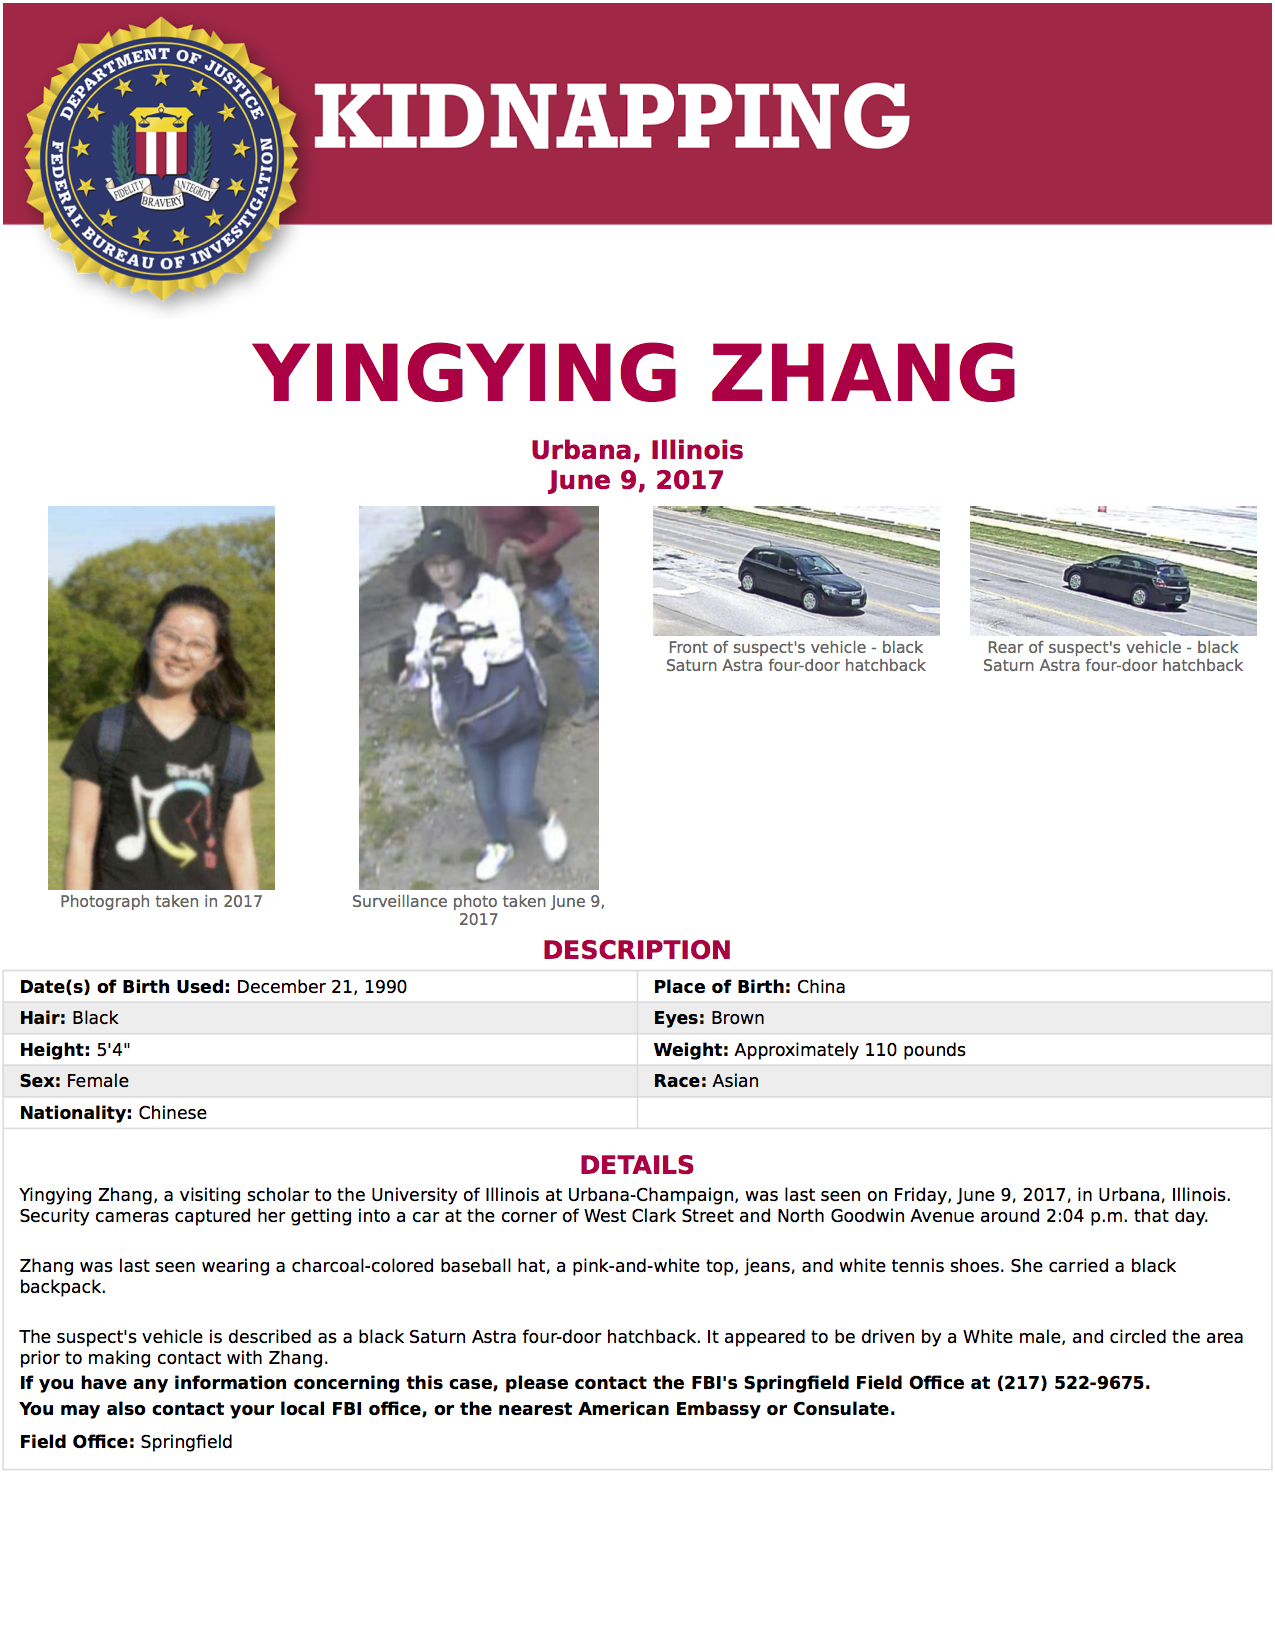 DEPARTMENT OF JUSTICE
FEDERAL BUREAU OF INVESTIGATION
FIDELITY BRAVERY INTEGRITY
KIDNAPPING
YINGYING ZHANG
Urbana, Illinois
June 9, 2017
Photograph taken in 2017
Surveillance photo taken June 9,
2017
Front of suspect's vehicle - black
Saturn Astra four-door hatchback
Rear of suspect's vehicle - black
Saturn Astra four-door hatchback
DESCRIPTION
Date(s) of Birth Used: December 21, 1990
Place of Birth: China
Hair: Black
Eyes: Brown
Height: 5'4"
Weight: Approximately 110 pounds
Sex: Female
Race: Asian
Nationality: Chinese
DETAILS
Yingying Zhang, a visiting scholar to the University of Illinois at Urbana-Champaign, was last seen on Friday, June 9, 2017, in Urbana, Illinois.
Security cameras captured her getting into a car at the corner of West Clark Street and North Goodwin Avenue around 2:04 p.m. that day.
Zhang was last seen wearing a charcoal-colored baseball hat, a pink-and-white top, jeans, and white tennis shoes. She carried a black
backpack.
The suspect's vehicle is described as a black Saturn Astra four-door hatchback. It appeared to be driven by a White male, and circled the area
prior to making contact with Zhang.
If you have any information concerning this case, please contact the FBI's Springfield Field Office at (217) 522-9675.
You may also contact your local FBI office, or the nearest American Embassy or Consulate.
Field Office: Springfield